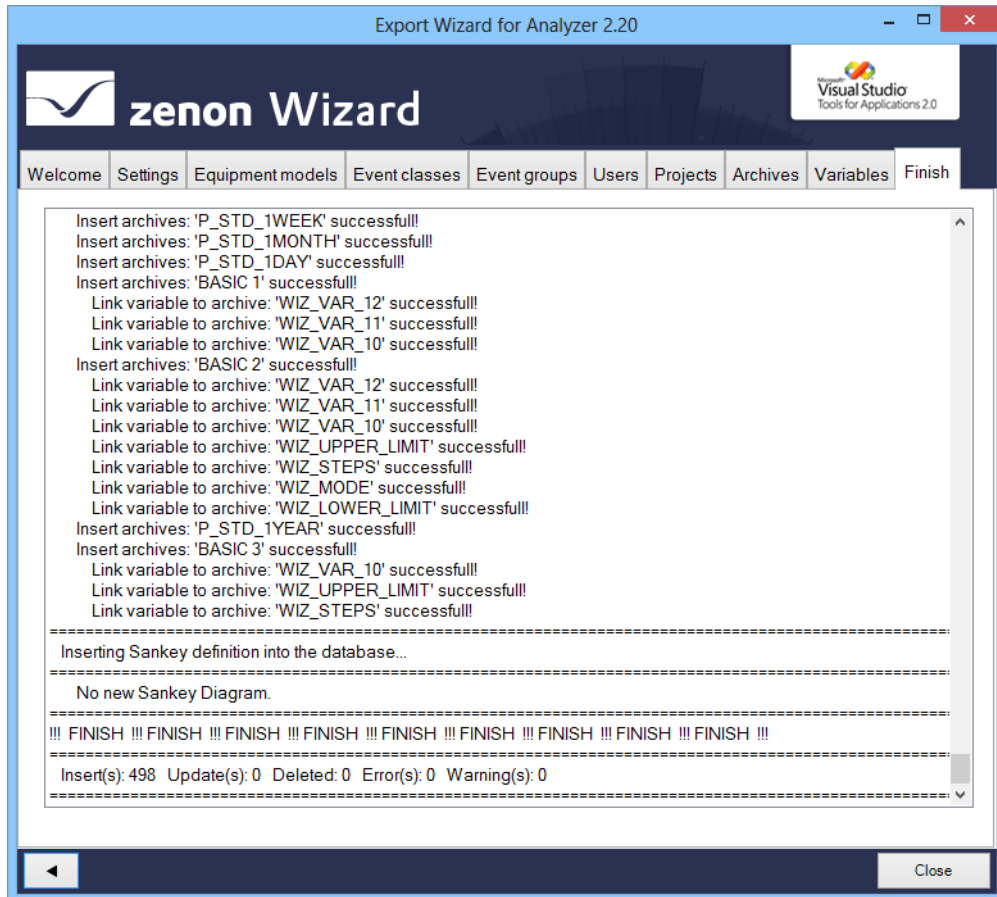 Export Wizard for Analyzer 2.20
zenon Wizard
Microsoft
Visual Studio
Tools for Applications 2.0
Welcome Settings Equipment models Event classes Event groups Users Projects Archives Variables Finish
Insert archives: 'P_STD_1WEEK' successfull!
Insert archives: 'P_STD_1MONTH' successfull!
Insert archives: 'P_STD_1DAY' successfull!
Insert archives: 'BASIC 1' successfull!
Link variable to archive: 'WIZ_VAR_12' successfull!
Link variable to archive: 'WIZ_VAR_11' successfull!
Link variable to archive: 'WIZ_VAR_10' successfull!
Insert archives: 'BASIC 2' successfull!
Link variable to archive: 'WIZ_VAR_12' successfull!
Link variable to archive: 'WIZ_VAR_11' successfull!
Link variable to archive: 'WIZ_VAR_10' successfull!
Link variable to archive: 'WIZ_UPPER_LIMIT' successfull!
Link variable to archive: 'WIZ_STEPS' successfull!
Link variable to archive: 'WIZ_MODE' successfull!
Link variable to archive: 'WIZ_LOWER_LIMIT' successfull!
Insert archives: 'P_STD_1YEAR' successfull!
Insert archives: 'BASIC 3' successfull!
Link variable to archive: 'WIZ_VAR_10' successfull!
Link variable to archive: 'WIZ_UPPER_LIMIT' successfull!
Link variable to archive: 'WIZ_STEPS' successfull!
Inserting Sankey definition into the database...
No new Sankey Diagram.
!!! FINISH !!! FINISH !!! FINISH !!! FINISH !!! FINISH !!! FINISH !!! FINISH !!! FINISH !!! FINISH !!!
Insert(s): 498 Update(s): 0 Deleted: 0 Error(s): 0 Warning(s): 0
Close